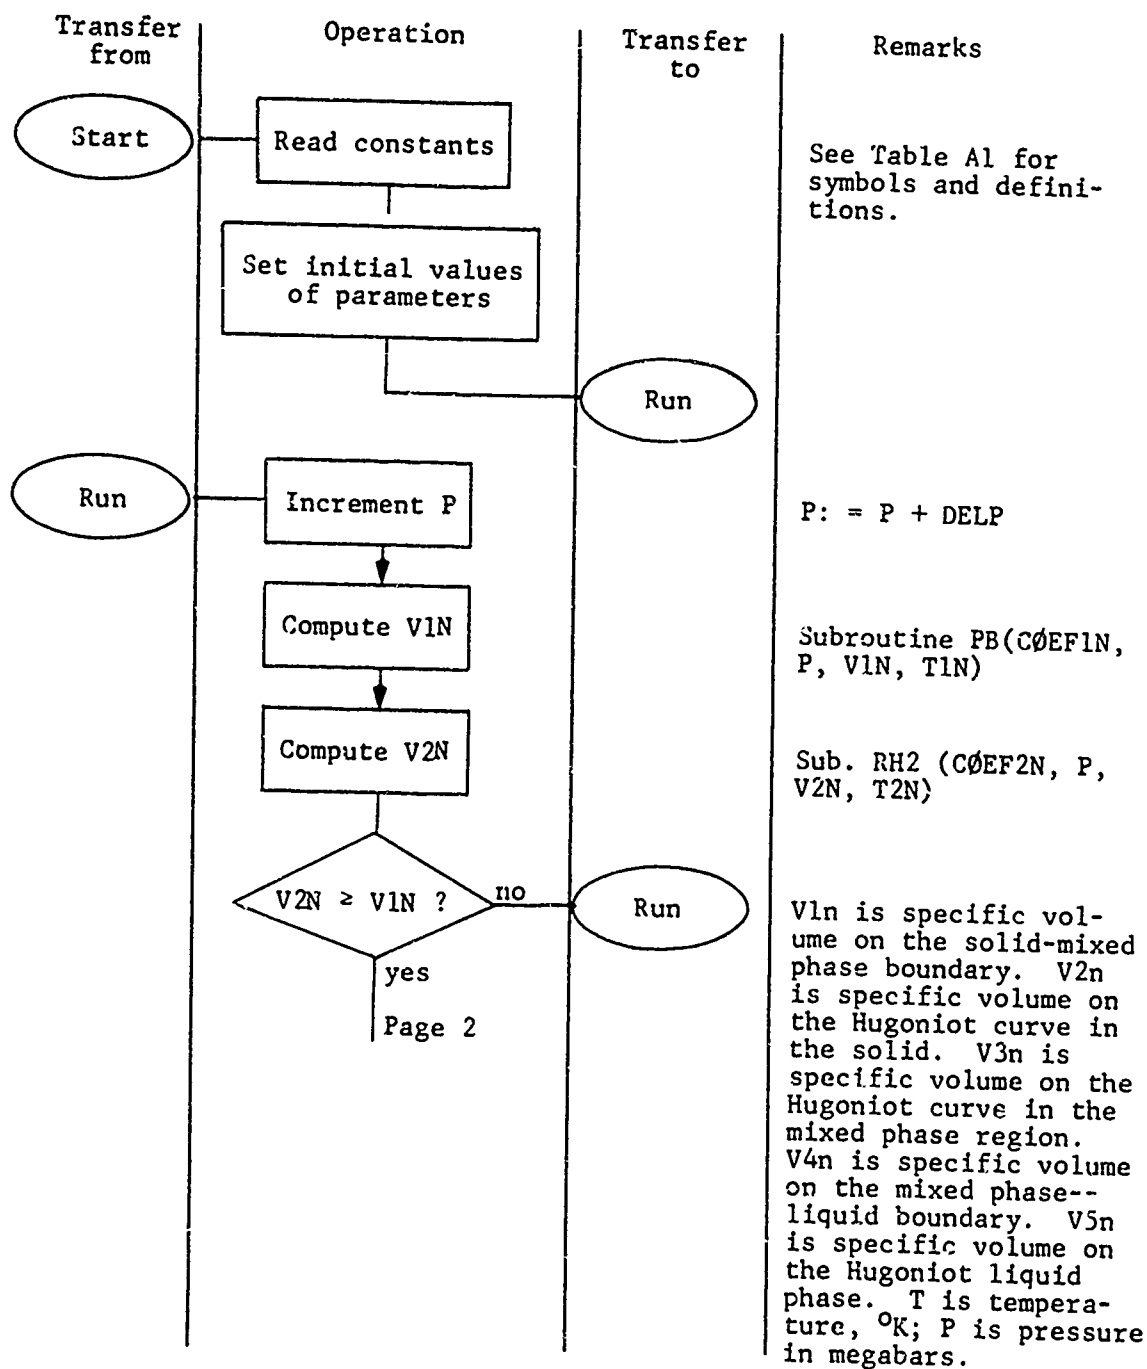 Transfer
from
Operation
Transfer
to
Remarks
Start
Read constants
See Table A1 for
symbols and defini-
tions.
Set initial values
of parameters
Run
Run
Increment P
P: = P + DELP
Compute V1N
Subroutine PB(CØEF1N,
P, V1N, T1N)
Compute V2N
Sub. RH2 (CØEF2N, P,
V2N, T2N)
V2N ≥ V1N ?
no
Run
yes
Page 2
V1n is specific vol-
ume on the solid-mixed
phase boundary. V2n
is specific volume on
the Hugoniot curve in
the solid. V3n is
specific volume on the
Hugoniot curve in the
mixed phase region.
V4n is specific volume
on the mixed phase--
liquid boundary. V5n
is specific volume on
the Hugoniot liquid
phase. T is tempera-
ture, °K; P is pressure
in megabars.